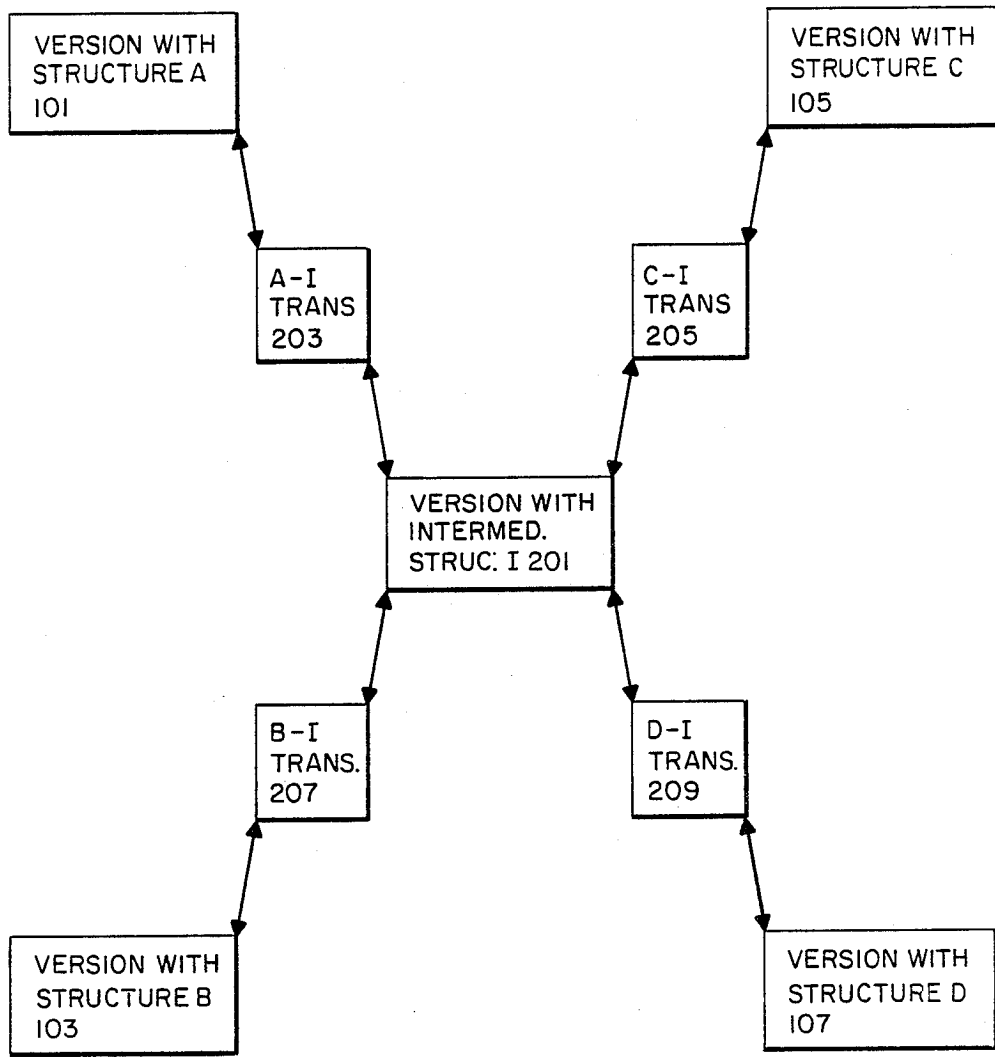 VERSION WITH
STRUCTURE A
101
VERSION WITH
STRUCTURE C
105
A-I
TRANS
203
C-I
TRANS
205
VERSION WITH
INTERMED.
STRUC. I 201
B-I
TRANS.
207
D-I
TRANS.
209
VERSION WITH
STRUCTURE B
103
VERSION WITH
STRUCTURE D
107